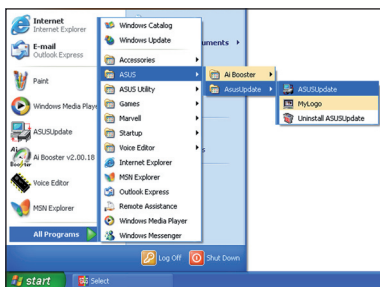 Internet
Internet Explorer
E-mail
Outlook Express
Paint
Windows Media Playe
ASUSUpdate
Ai Booster v2.00.18
Voice Editor
MSN Explorer
All Programs
Windows Catalog
Windows Update
Accessories
ASUS
ASUS Utility
Games
Marvell
Startup
Voice Editor
Internet Explorer
MSN Explorer
Outlook Express
Remote Assistance
Windows Media Player
Windows Messenger
uments
s
Ai Booster
AsusUpdate
ASUSUpdate
MyLogo
Uninstall ASUSUpdate
Log Off
Shut Down
start
Select